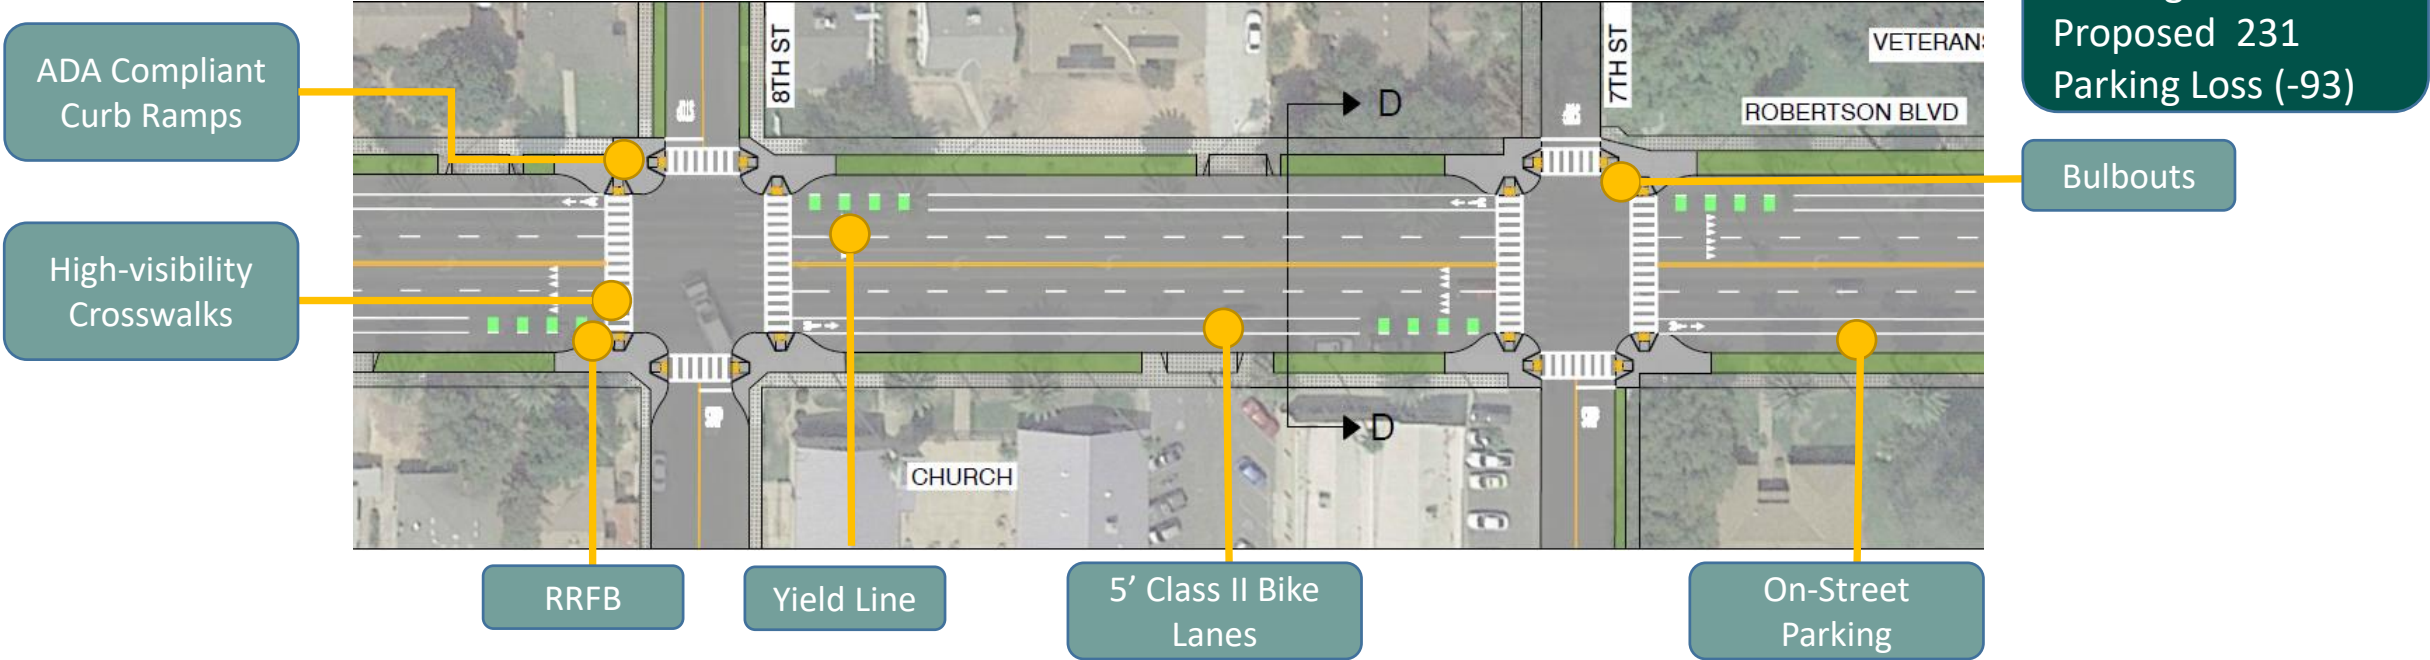 ADA Compliant
Curb Ramps
High-visibility
Crosswalks
8TH ST
7TH ST
VETERANS
ROBERTSON BLVD
D
D
CHURCH
Proposed 231
Parking Loss (-93)
Bulbouts
RRFB
Yield Line
5’ Class II Bike
Lanes
On-Street
Parking